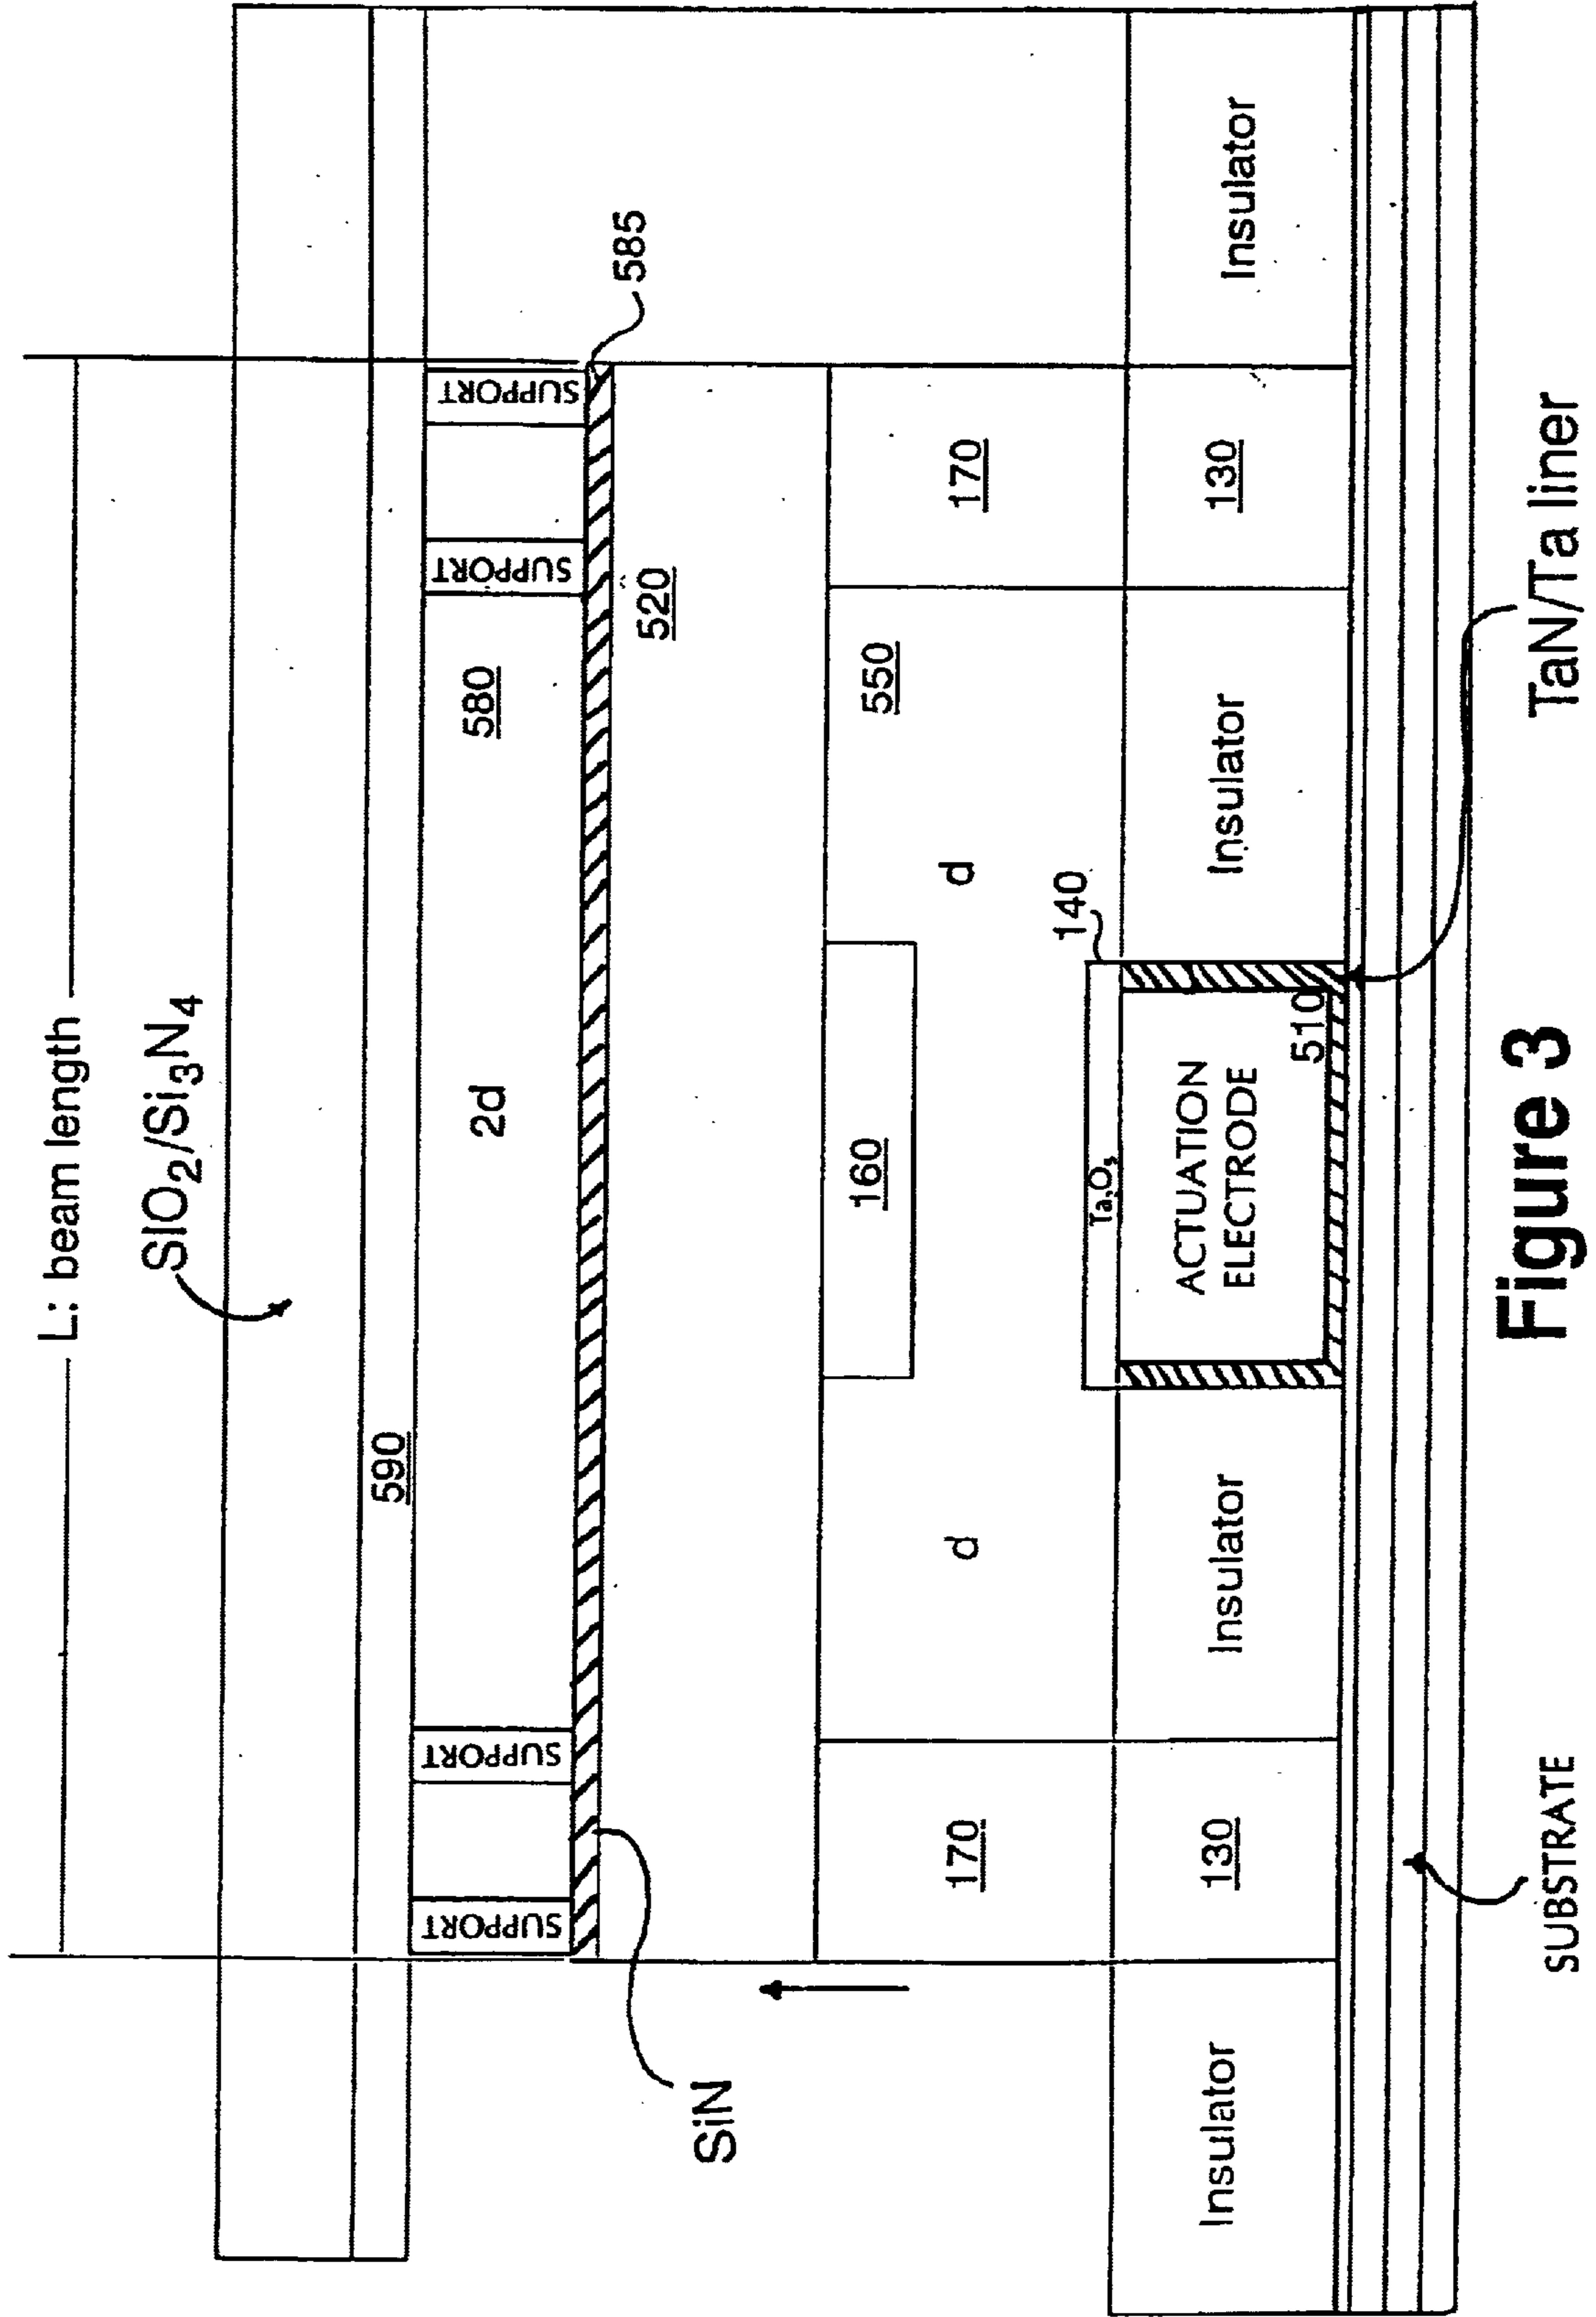 L: beam length
SIO2/Si3N4
590
SUPPORT
SUPPORT
2d
580
SUPPORT
SUPPORT
585
SiN
520
160
550
170
d
d
170
140
Ta2O5
Insulator
130
Insulator
ACTUATION
ELECTRODE
510
Insulator
130
Insulator
SUBSTRATE
TaN/Ta liner
Figure 3